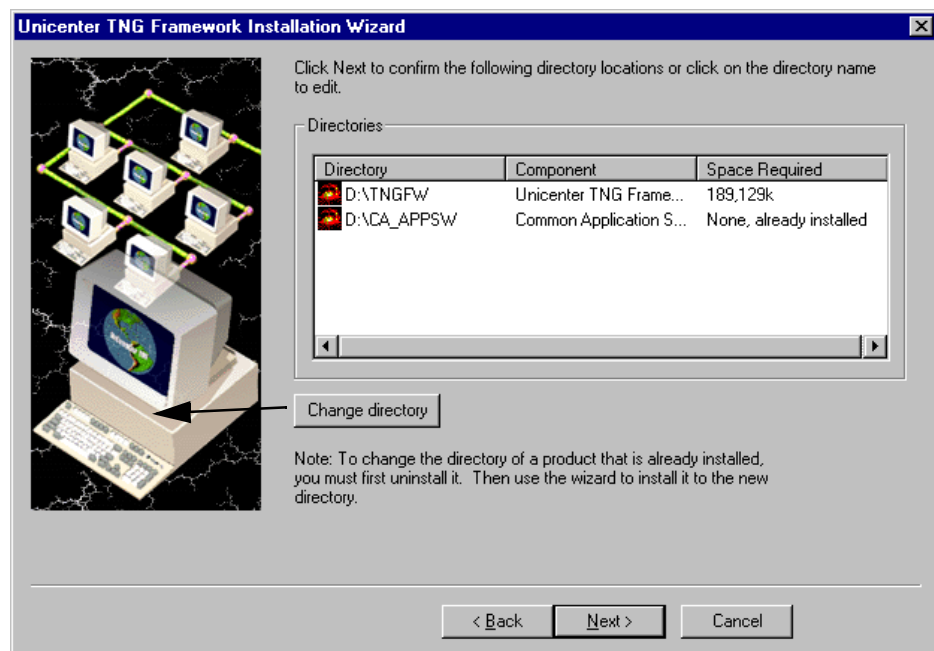 Unicenter TNG Framework Installation Wizard
Click Next to confirm the following directory locations or click on the directory name
to edit.
Directories
Directory Component Space Required
D:\TNGFW Unicenter TNG Frame... 189,129k
D:\CA_APPSW Common Application S... None, already installed
Change directory
Note: To change the directory of a product that is already installed,
you must first uninstall it. Then use the wizard to install it to the new
directory.
< Back Next > Cancel